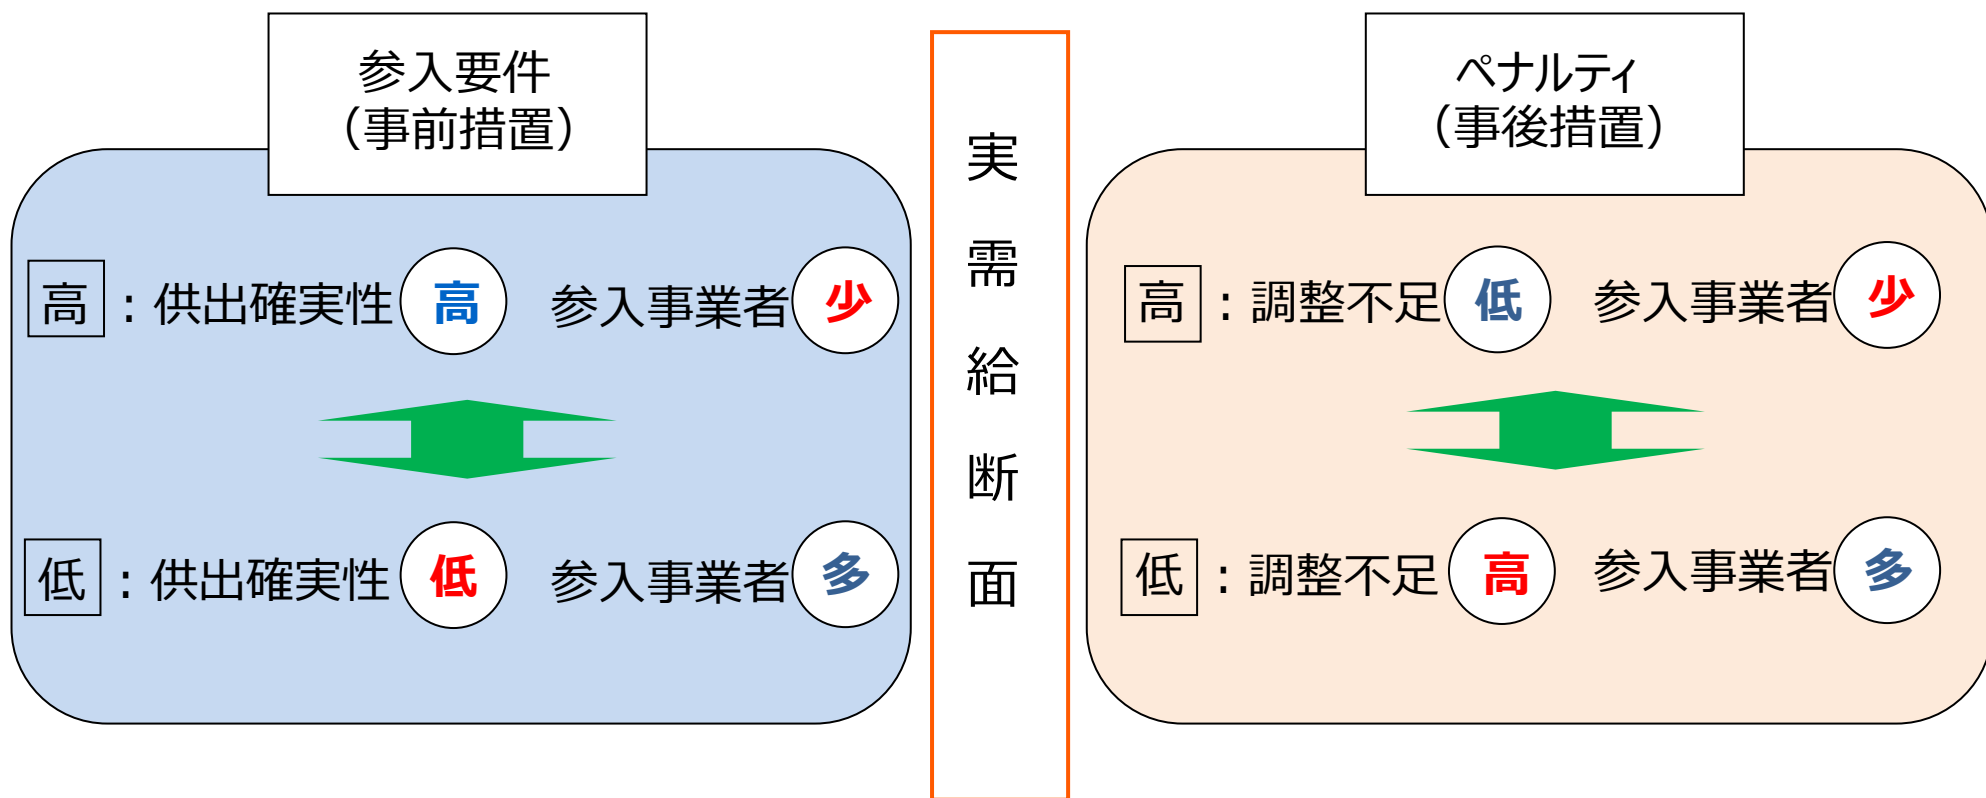 参入要件
（事前措置）
高：供出確実性 高 参入事業者 少
低：供出確実性 低 参入事業者 多
実需給断面
ペナルティ
（事後措置）
高：調整不足 低 参入事業者 少
低：調整不足 高 参入事業者 多